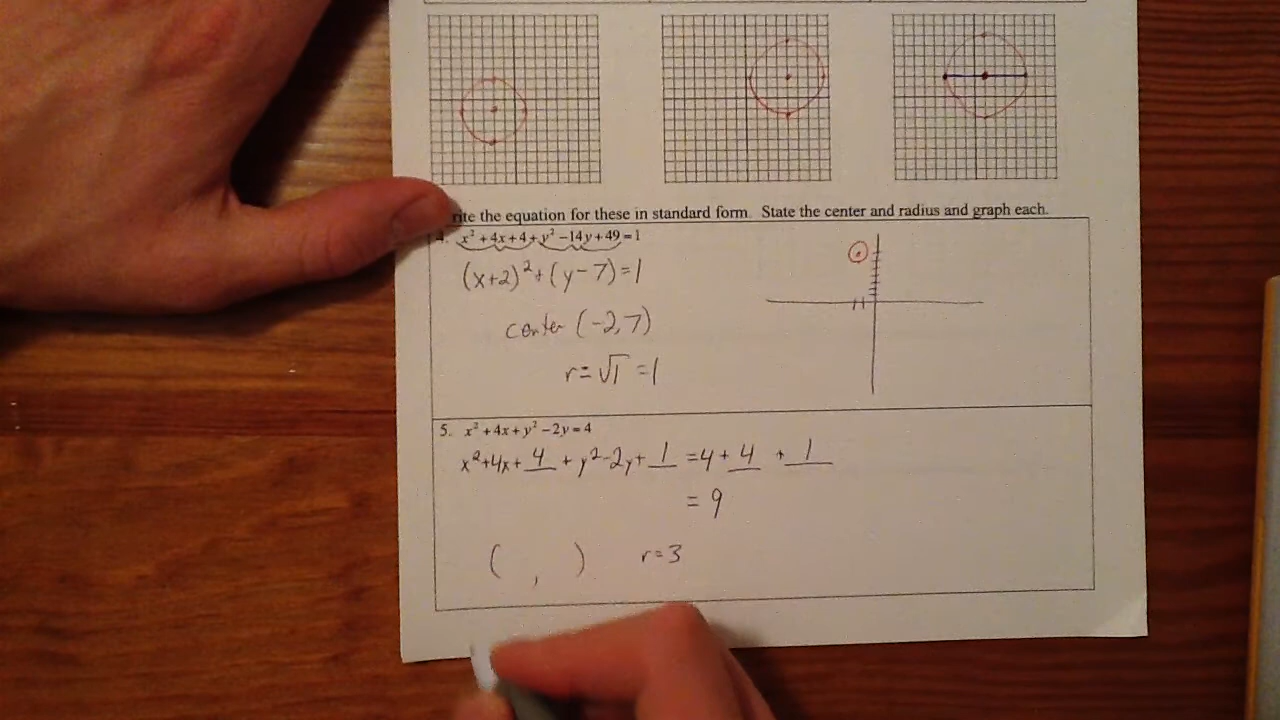 rite the equation for these in standard form. State the center and radius and graph each.
4. x² + 4x + 4 + y² − 14y + 49 = 1
(x+2)² + (y−7) = 1
center (−2, 7)
r = √1 = 1
5. x² + 4x + y² − 2y = 4
x² + 4x + 4 + y² − 2y + 1 = 4 + 4 + 1
= 9
( , ) r = 3